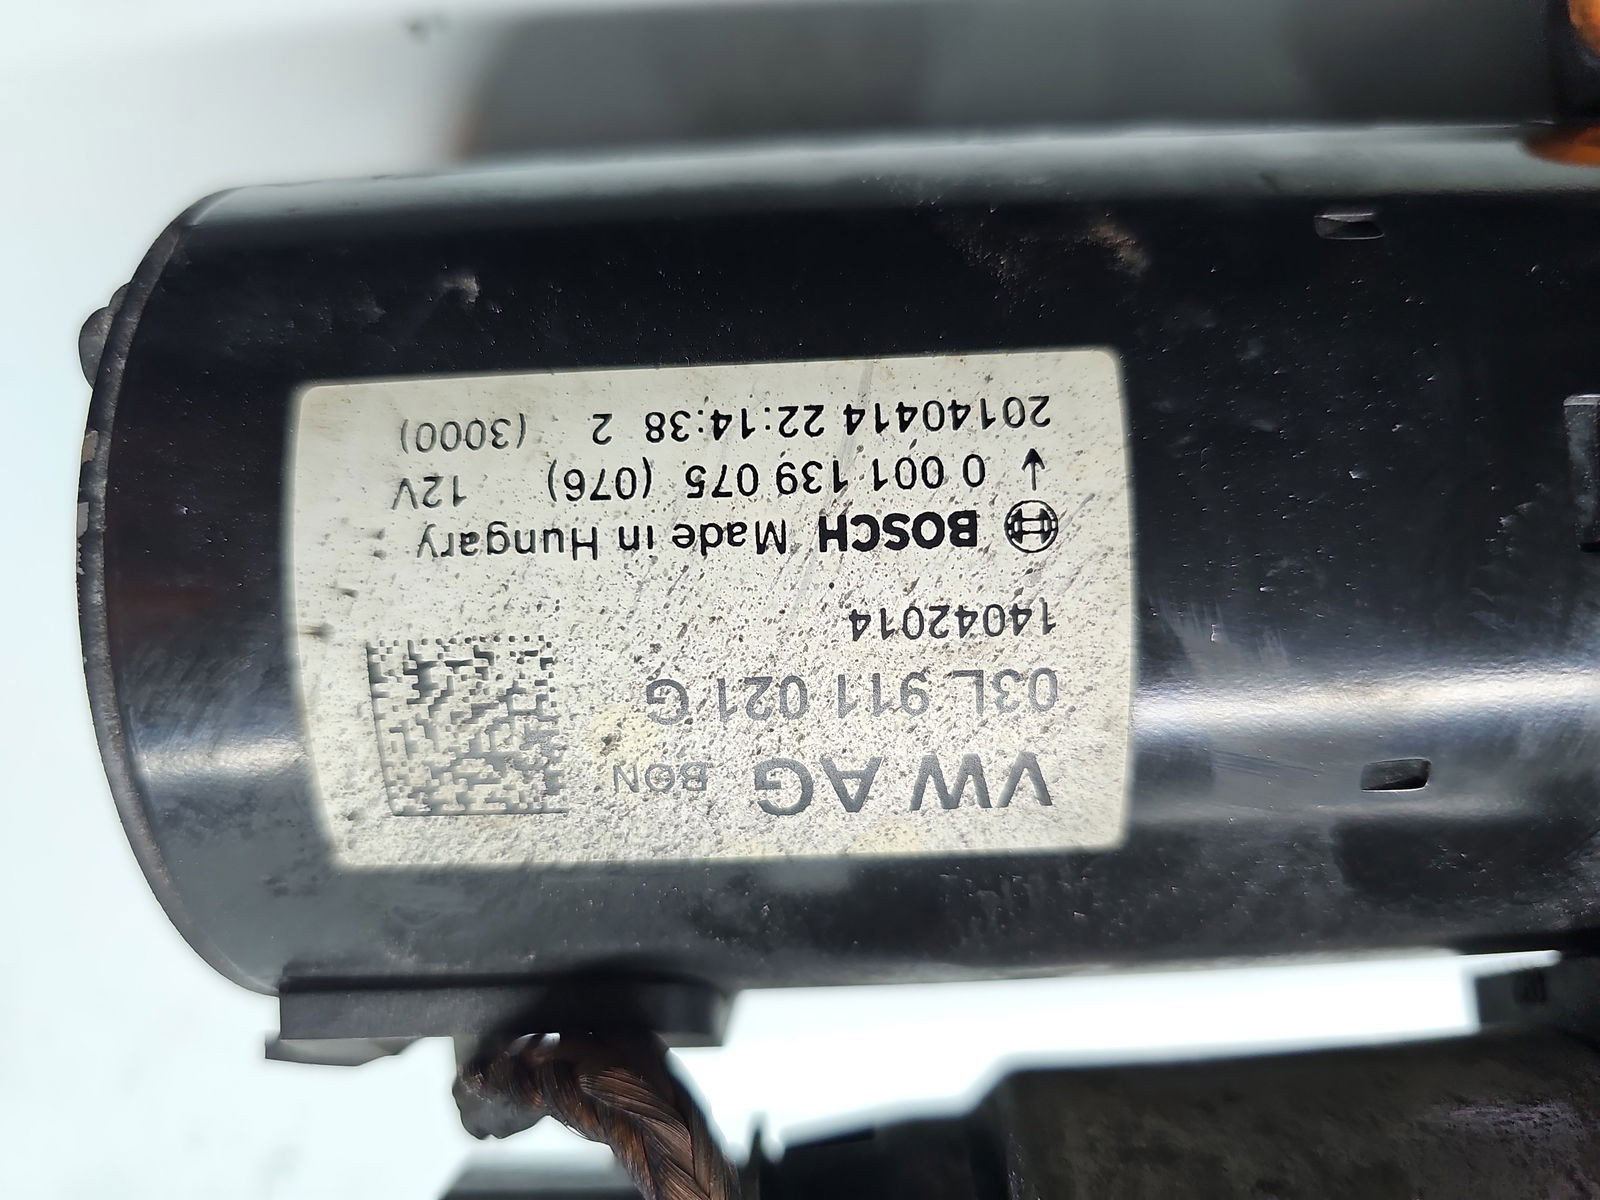 VW AG BON
03L 911 021 G
14042014
BOSCH Made in Hungary
→ 0 001 139 075 (076) 12V
20140414 22:14:38 2 (3000)